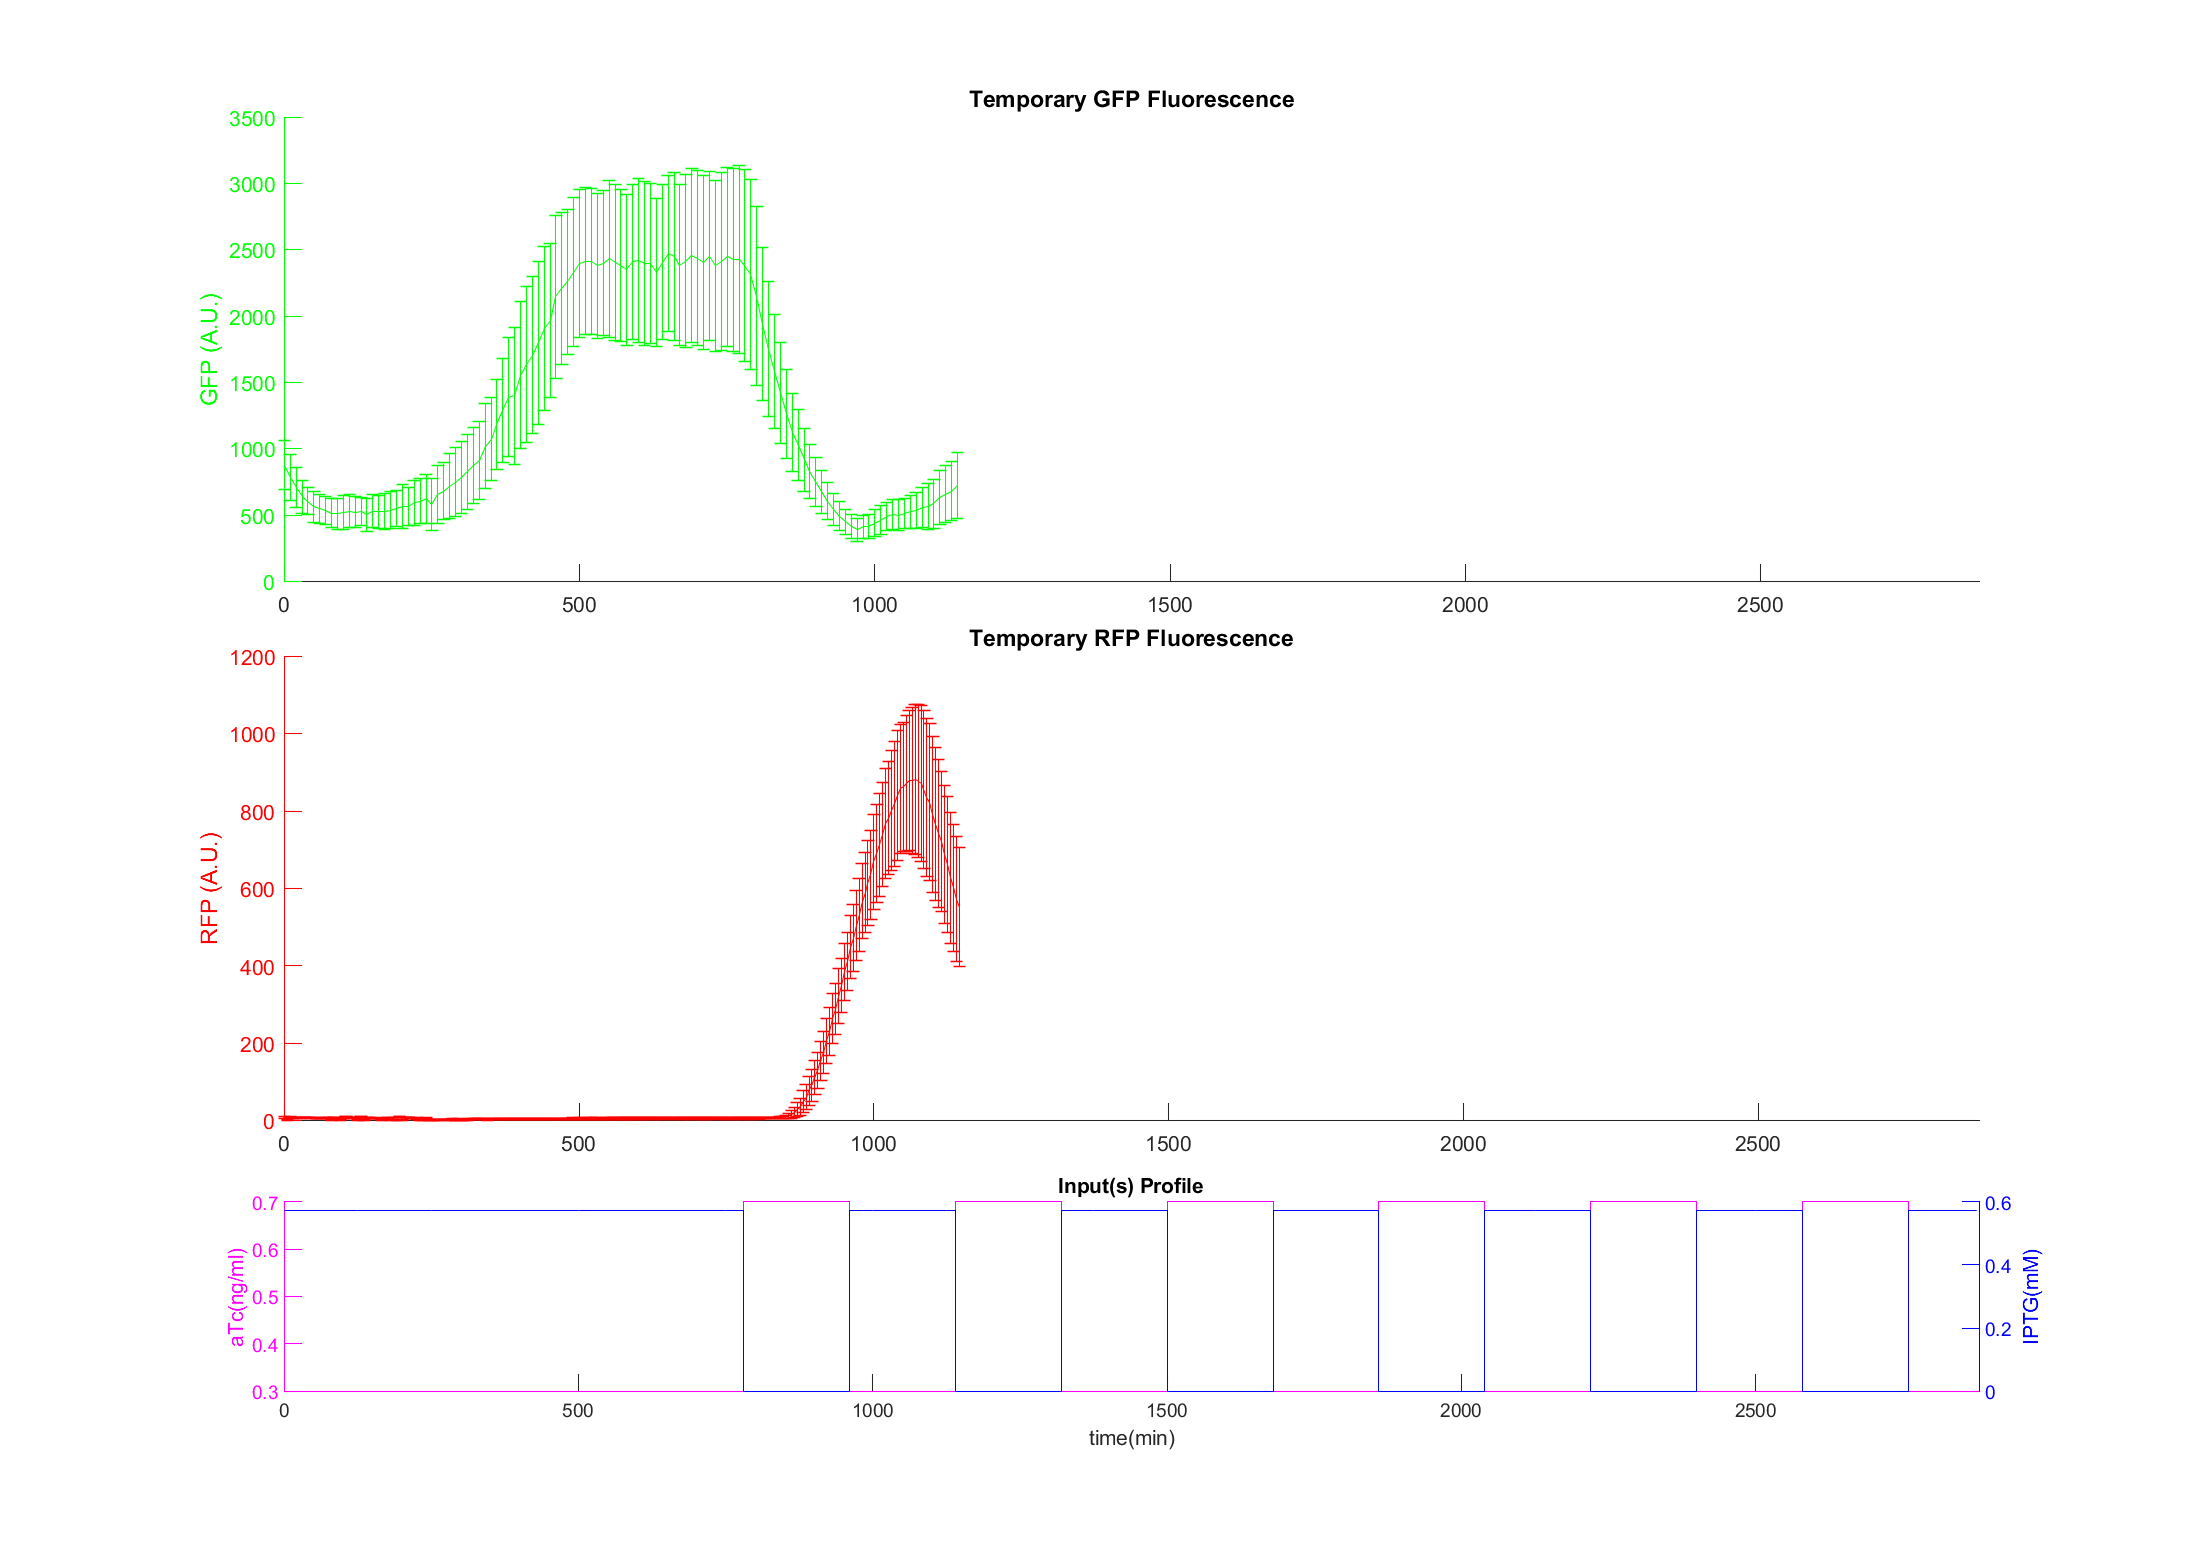 Temporary GFP Fluorescence
3500
3000
2500
2000
1500
1000
500
0
GFP (A.U.)
0 500 1000 1500 2000 2500
Temporary RFP Fluorescence
1200
1000
800
600
400
200
0
RFP (A.U.)
0 500 1000 1500 2000 2500
Input(s) Profile
0.7
0.6
0.5
0.4
0.3
aTc(ng/ml)
0.6
0.4
0.2
0
IPTG(mM)
0 500 1000 1500 2000 2500
time(min)